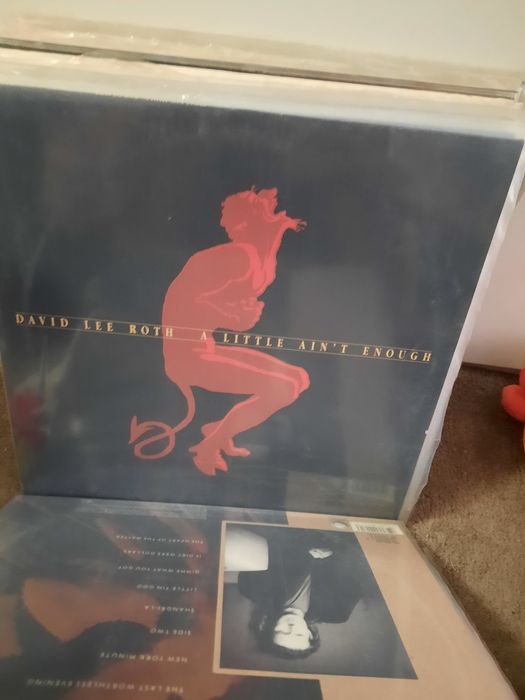 DAVID LEE ROTH A LITTLE AIN'T ENOUGH
THE LAST WORTHLESS EVENING
NEW YORK MINUTE
SIDE TWO
SHANGRI-LA
LITTLE TIN GOD
GIMME WHAT YOU GOT
IF DIRT WERE DOLLARS
THE HEART OF THE MATTER